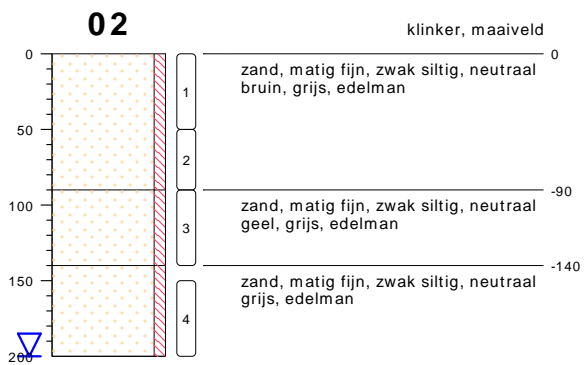 02
klinker, maaiveld
0
0
zand, matig fijn, zwak siltig, neutraal
bruin, grijs, edelman
1
50
2
-90
zand, matig fijn, zwak siltig, neutraal
geel, grijs, edelman
100
3
-140
zand, matig fijn, zwak siltig, neutraal
grijs, edelman
150
4
200